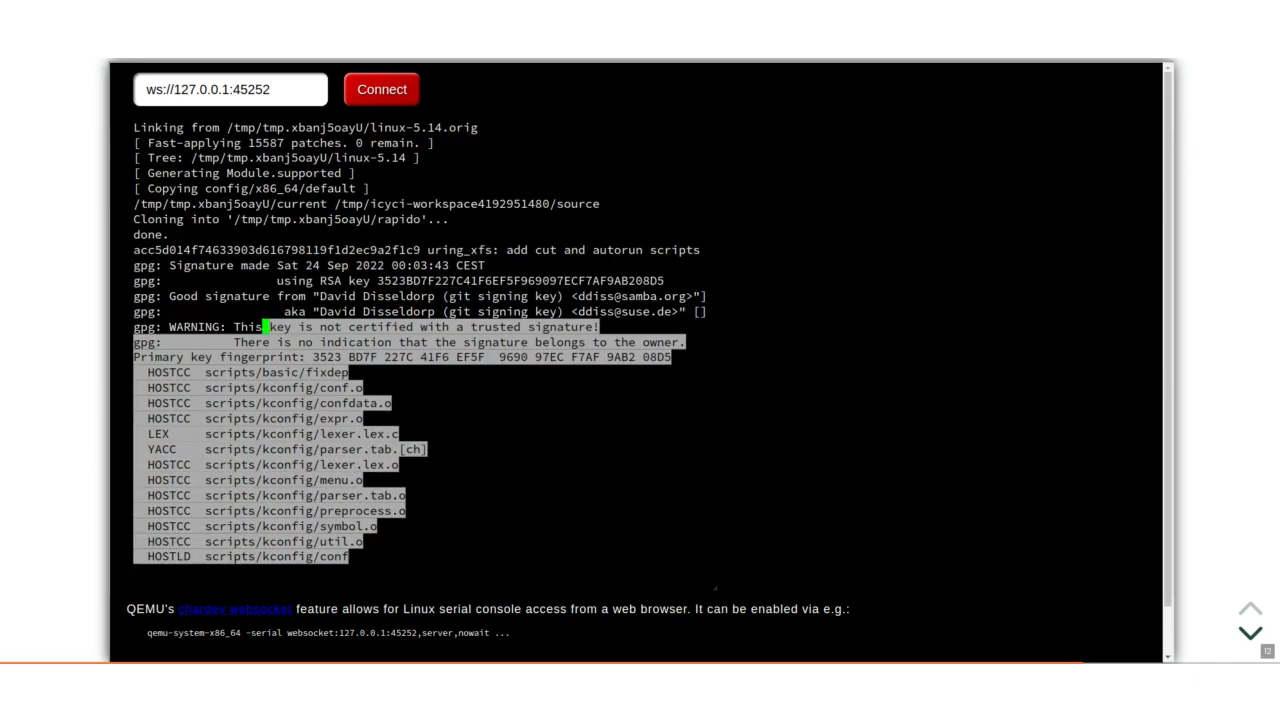 ws://127.0.0.1:45252
Connect
Linking from /tmp/tmp.xbanj5oayU/linux-5.14.orig
[ Fast-applying 15587 patches. 0 remain. ]
[ Tree: /tmp/tmp.xbanj5oayU/linux-5.14 ]
[ Generating Module.supported ]
[ Copying config/x86_64/default ]
/tmp/tmp.xbanj5oayU/current /tmp/icyci-workspace4192951480/source
Cloning into '/tmp/tmp.xbanj5oayU/rapido'...
done.
acc5d014f74633903d616798119f1d2ec9a2f1c9 uring_xfs: add cut and autorun scripts
gpg: Signature made Sat 24 Sep 2022 00:03:43 CEST
gpg:                using RSA key 3523BD7F227C41F6EF5F969097ECF7AF9AB208D5
gpg: Good signature from "David Disseldorp (git signing key) <ddiss@samba.org>"]
gpg:                 aka "David Disseldorp (git signing key) <ddiss@suse.de>" []
gpg: WARNING: This key is not certified with a trusted signature!
gpg:          There is no indication that the signature belongs to the owner.
Primary key fingerprint: 3523 BD7F 227C 41F6 EF5F  9690 97EC F7AF 9AB2 08D5
  HOSTCC  scripts/basic/fixdep
  HOSTCC  scripts/kconfig/conf.o
  HOSTCC  scripts/kconfig/confdata.o
  HOSTCC  scripts/kconfig/expr.o
  LEX     scripts/kconfig/lexer.lex.c
  YACC    scripts/kconfig/parser.tab.[ch]
  HOSTCC  scripts/kconfig/lexer.lex.o
  HOSTCC  scripts/kconfig/menu.o
  HOSTCC  scripts/kconfig/parser.tab.o
  HOSTCC  scripts/kconfig/preprocess.o
  HOSTCC  scripts/kconfig/symbol.o
  HOSTCC  scripts/kconfig/util.o
  HOSTLD  scripts/kconfig/conf
QEMU's chardev websocket feature allows for Linux serial console access from a web browser. It can be enabled via e.g.:
qemu-system-x86_64 -serial websocket:127.0.0.1:45252,server,nowait ...
12